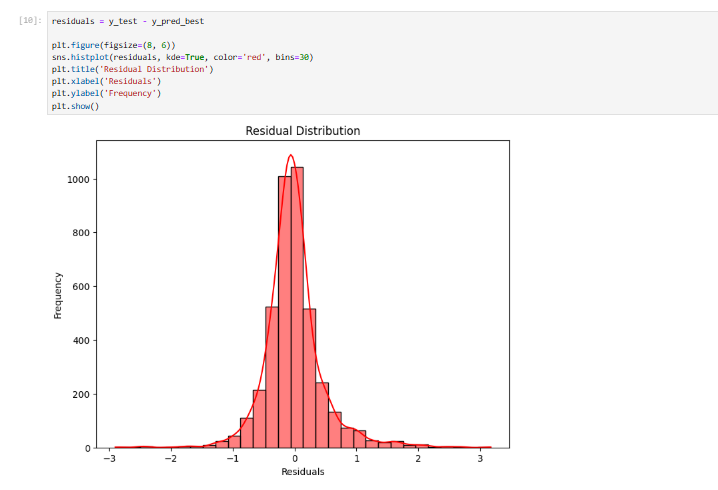 [10]: residuals = y_test - y_pred_best
plt.figure(figsize=(8, 6))
sns.histplot(residuals, kde=True, color='red', bins=30)
plt.title('Residual Distribution')
plt.xlabel('Residuals')
plt.ylabel('Frequency')
plt.show()
Residual Distribution
1000
800
600
400
200
0
Frequency
−3 −2 −1 0 1 2 3
Residuals